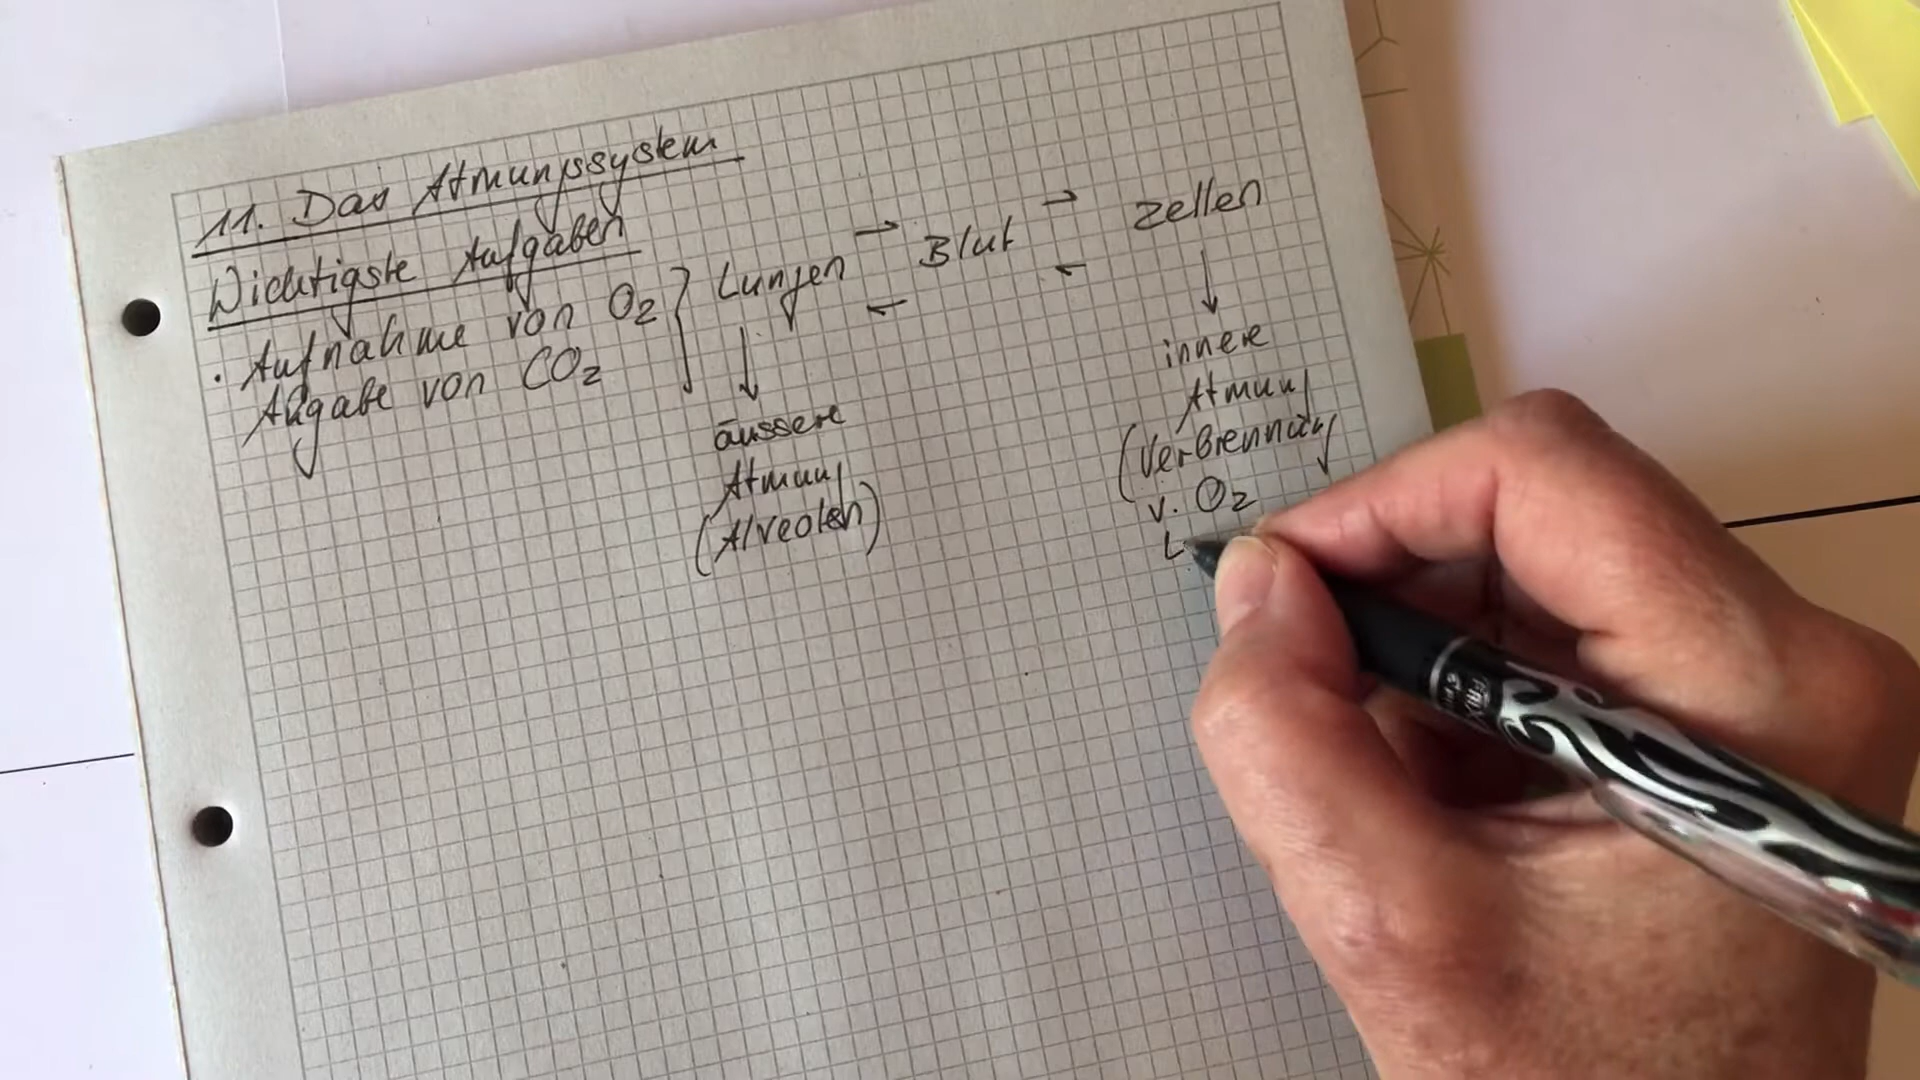 11. Das Atmungssystem
Wichtigste Aufgaben
· Aufnahme von O2 } Lungen → Blut → Zellen
← ←
Abgabe von CO2
↓
äussere
Atmung
(Alveolen)
↓
innere
Atmung
(Verbrennung
v. O2
L